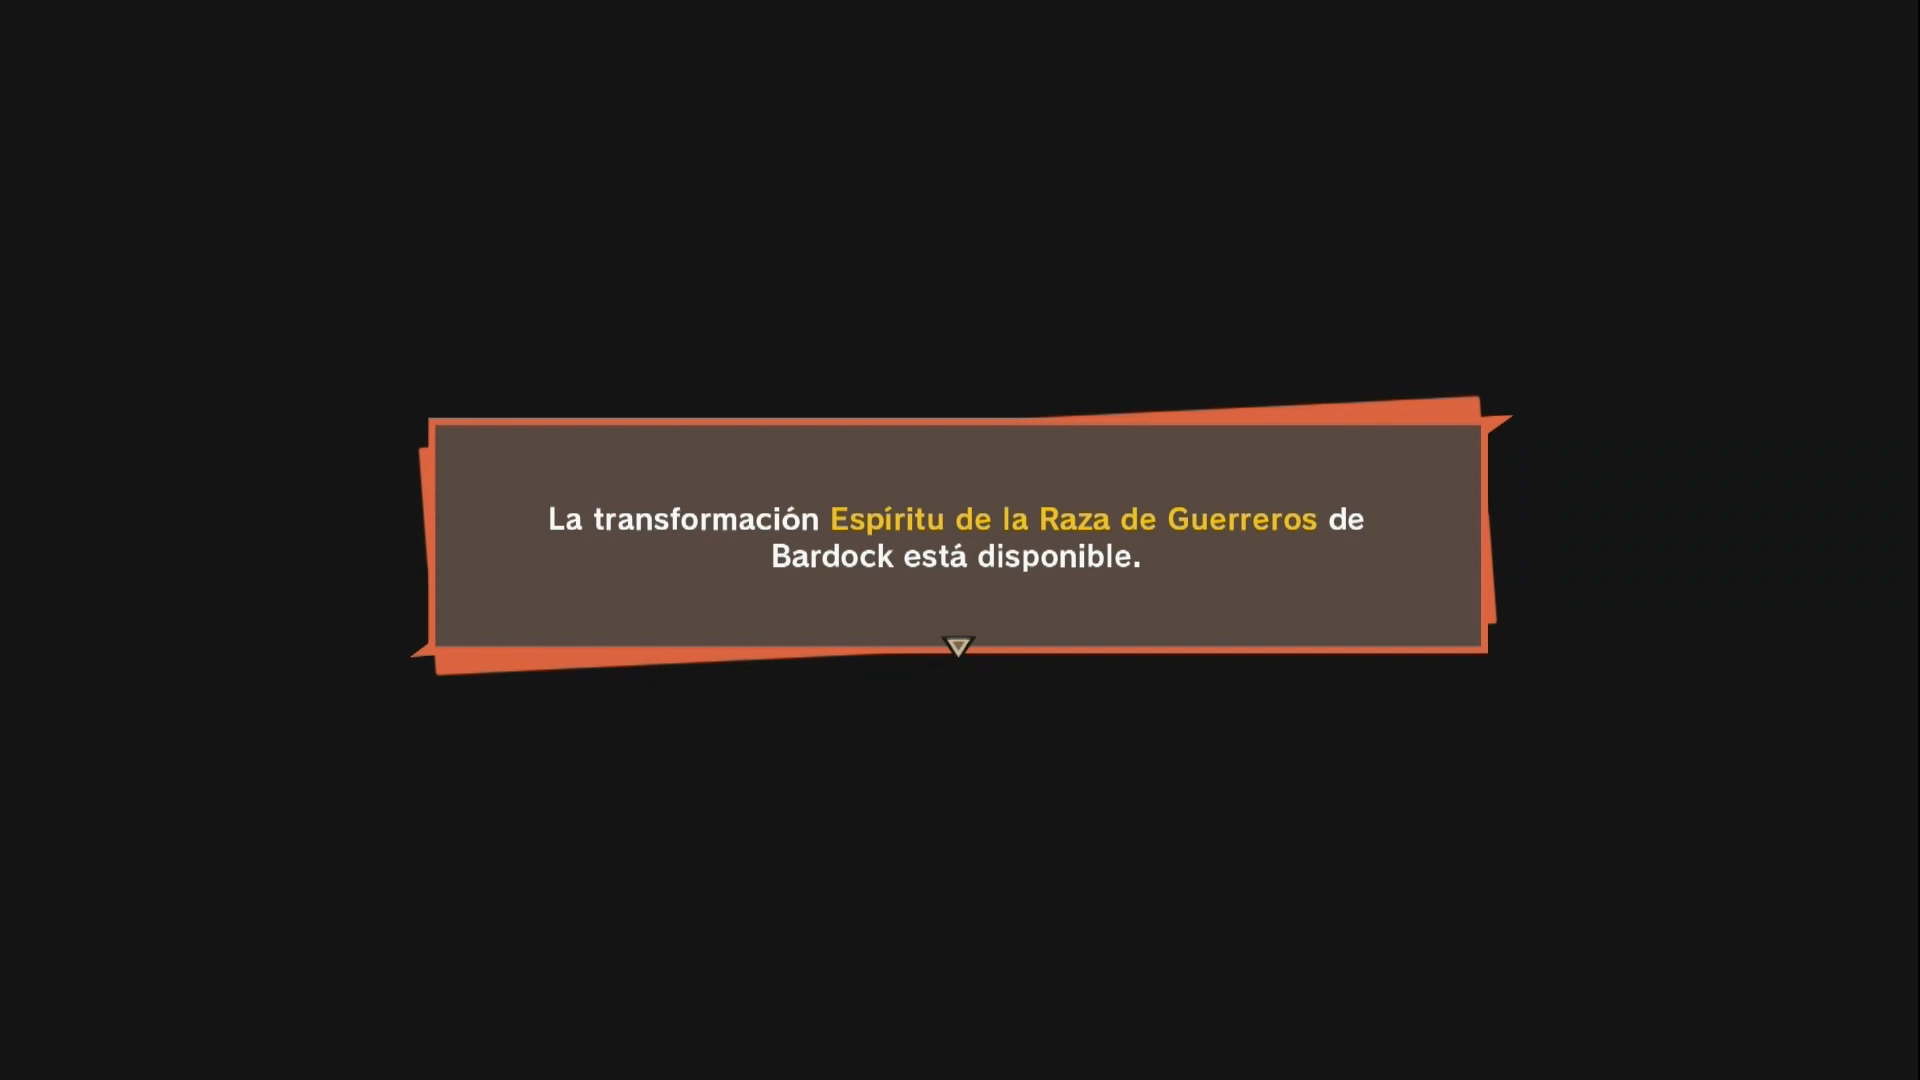 La transformación Espíritu de la Raza de Guerreros de
Bardock está disponible.